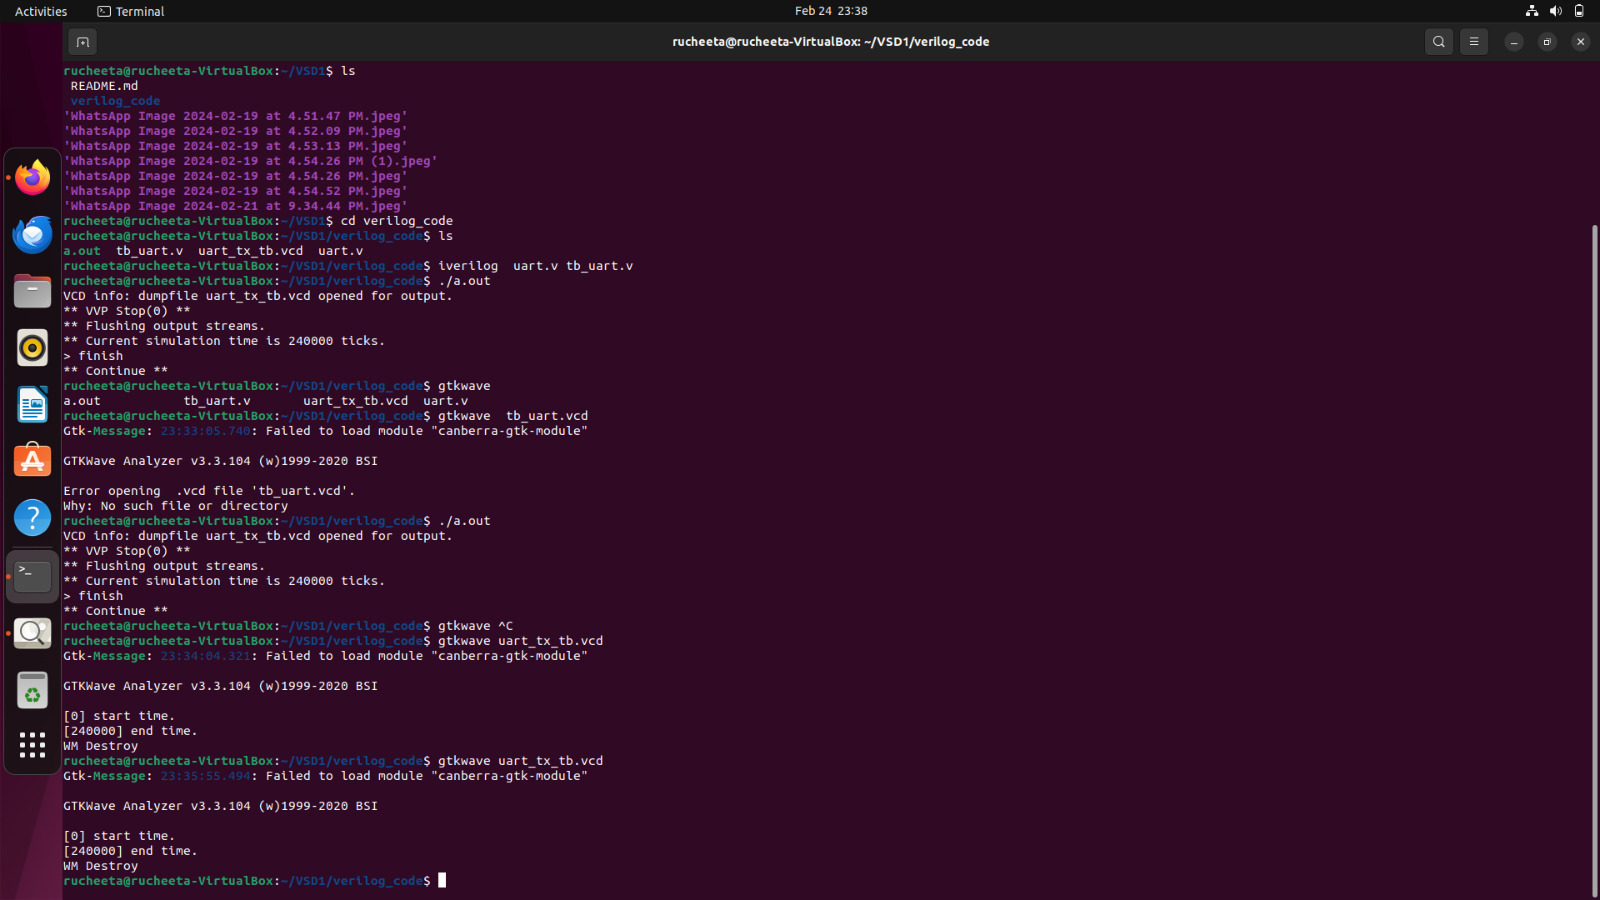 Activities
Terminal
Feb 24 23:38
rucheeta@rucheeta-VirtualBox: ~/VSD1/verilog_code
rucheeta@rucheeta-VirtualBox:~/VSD1$ ls
README.md
verilog_code
'WhatsApp Image 2024-02-19 at 4.51.47 PM.jpeg'
'WhatsApp Image 2024-02-19 at 4.52.09 PM.jpeg'
'WhatsApp Image 2024-02-19 at 4.53.13 PM.jpeg'
'WhatsApp Image 2024-02-19 at 4.54.26 PM (1).jpeg'
'WhatsApp Image 2024-02-19 at 4.54.26 PM.jpeg'
'WhatsApp Image 2024-02-19 at 4.54.52 PM.jpeg'
'WhatsApp Image 2024-02-21 at 9.34.44 PM.jpeg'
rucheeta@rucheeta-VirtualBox:~/VSD1$ cd verilog_code
rucheeta@rucheeta-VirtualBox:~/VSD1/verilog_code$ ls
a.out  tb_uart.v  uart_tx_tb.vcd  uart.v
rucheeta@rucheeta-VirtualBox:~/VSD1/verilog_code$ iverilog  uart.v tb_uart.v
rucheeta@rucheeta-VirtualBox:~/VSD1/verilog_code$ ./a.out
VCD info: dumpfile uart_tx_tb.vcd opened for output.
** VVP Stop(0) **
** Flushing output streams.
** Current simulation time is 240000 ticks.
> finish
** Continue **
rucheeta@rucheeta-VirtualBox:~/VSD1/verilog_code$ gtkwave
a.out           tb_uart.v       uart_tx_tb.vcd  uart.v
rucheeta@rucheeta-VirtualBox:~/VSD1/verilog_code$ gtkwave  tb_uart.vcd
Gtk-Message: 23:33:05.740: Failed to load module "canberra-gtk-module"
GTKWave Analyzer v3.3.104 (w)1999-2020 BSI
Error opening  .vcd file 'tb_uart.vcd'.
Why: No such file or directory
rucheeta@rucheeta-VirtualBox:~/VSD1/verilog_code$ ./a.out
VCD info: dumpfile uart_tx_tb.vcd opened for output.
** VVP Stop(0) **
** Flushing output streams.
** Current simulation time is 240000 ticks.
> finish
** Continue **
rucheeta@rucheeta-VirtualBox:~/VSD1/verilog_code$ gtkwave ^C
rucheeta@rucheeta-VirtualBox:~/VSD1/verilog_code$ gtkwave uart_tx_tb.vcd
Gtk-Message: 23:34:04.321: Failed to load module "canberra-gtk-module"
GTKWave Analyzer v3.3.104 (w)1999-2020 BSI
[0] start time.
[240000] end time.
WM Destroy
rucheeta@rucheeta-VirtualBox:~/VSD1/verilog_code$ gtkwave uart_tx_tb.vcd
Gtk-Message: 23:35:55.494: Failed to load module "canberra-gtk-module"
GTKWave Analyzer v3.3.104 (w)1999-2020 BSI
[0] start time.
[240000] end time.
WM Destroy
rucheeta@rucheeta-VirtualBox:~/VSD1/verilog_code$